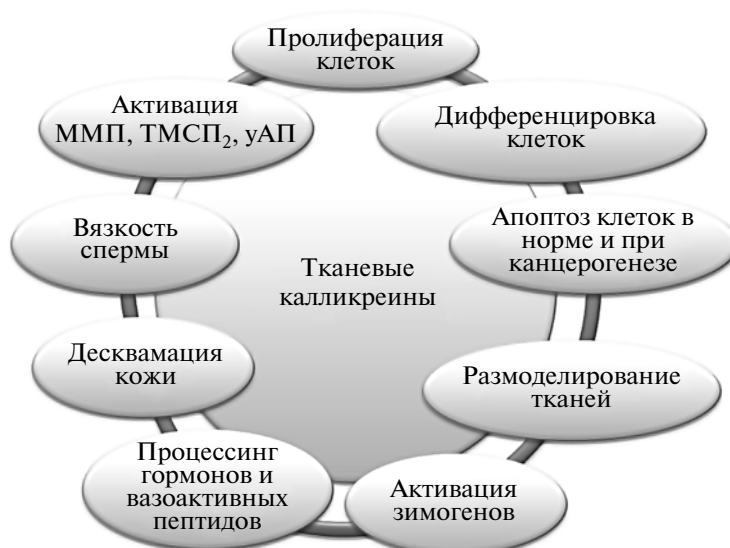 Пролиферация
клеток
Активация
ММП, ТМСП₂, уАП
Дифференцировка
клеток
Вязкость
спермы
Апоптоз клеток в
норме и при
канцерогенезе
Тканевые
калликреины
Десквамация
кожи
Размоделирование
тканей
Процессинг
гормонов и
вазоактивных
пептидов
Активация
зимогенов